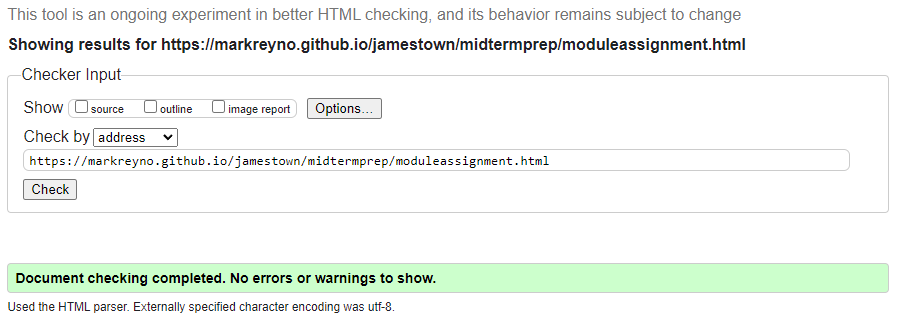 This tool is an ongoing experiment in better HTML checking, and its behavior remains subject to change
Showing results for https://markreyno.github.io/jamestown/midtermprep/moduleassignment.html
Checker Input
Show source outline image report Options...
Check by address
https://markreyno.github.io/jamestown/midtermprep/moduleassignment.html
Check
Document checking completed. No errors or warnings to show.
Used the HTML parser. Externally specified character encoding was utf-8.